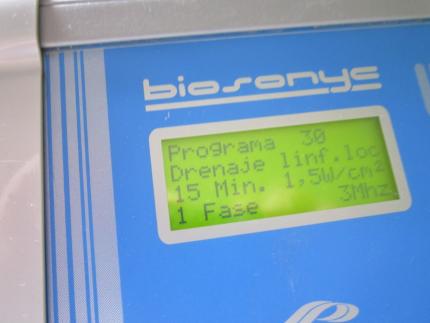 biosonyc
Programa 30
Drenaje linf.loc
15 Min. 1,5W/cm²
1 Fase 3Mhz